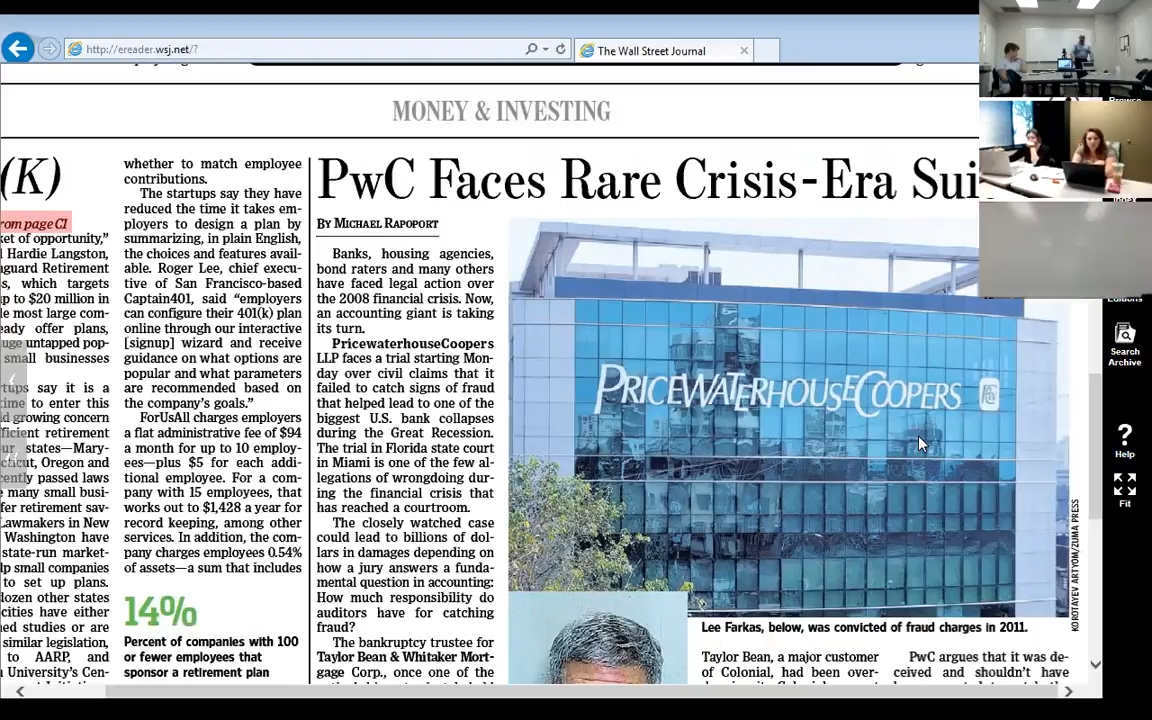 http://ereader.wsj.net/?
The Wall Street Journal
MONEY & INVESTING
(K)
rom page C1
ket of opportunity,”
Hardie Langston,
nguard Retirement
s, which targets
up to $20 million in
le most large com-
eady offer plans,
uge untapped pop-
small businesses
rtups say it is a
time to enter this
id growing concern
ficient retirement
our states—Mary-
cticut, Oregon and
cently passed laws
e many small busi-
fer retirement sav-
Lawmakers in New
Washington have
state-run market-
lp small companies
to set up plans.
dozen other states
cities have either
ned studies or are
similar legislation,
to AARP, and
n University's Cen-
whether to match employee
contributions.
The startups say they have
reduced the time it takes em-
ployers to design a plan by
summarizing, in plain English,
the choices and features avail-
able. Roger Lee, chief execu-
tive of San Francisco-based
Captain401, said “employers
can configure their 401(k) plan
online through our interactive
[signup] wizard and receive
guidance on what options are
popular and what parameters
are recommended based on
the company's goals.”
ForUsAll charges employers
a flat administrative fee of $94
a month for up to 10 employ-
ees—plus $5 for each addi-
tional employee. For a com-
pany with 15 employees, that
works out to $1,428 a year for
record keeping, among other
services. In addition, the com-
pany charges employees 0.54%
of assets—a sum that includes
14%
Percent of companies with 100
or fewer employees that
sponsor a retirement plan
PwC Faces Rare Crisis-Era Sui
BY MICHAEL RAPOPORT
Banks, housing agencies,
bond raters and many others
have faced legal action over
the 2008 financial crisis. Now,
an accounting giant is taking
its turn.
PricewaterhouseCoopers
LLP faces a trial starting Mon-
day over civil claims that it
failed to catch signs of fraud
that helped lead to one of the
biggest U.S. bank collapses
during the Great Recession.
The trial in Florida state court
in Miami is one of the few al-
legations of wrongdoing dur-
ing the financial crisis that
has reached a courtroom.
The closely watched case
could lead to billions of dol-
lars in damages depending on
how a jury answers a funda-
mental question in accounting:
How much responsibility do
auditors have for catching
fraud?
The bankruptcy trustee for
Taylor Bean & Whitaker Mort-
gage Corp., once one of the
PRICEWATERHOUSECOOPERS
KOROTAYEV ARTYOM/ZUMA PRESS
Lee Farkas, below, was convicted of fraud charges in 2011.
Taylor Bean, a major customer
of Colonial, had been over-
PwC argues that it was de-
ceived and shouldn't have
Search
Archive
?
Help
Fit